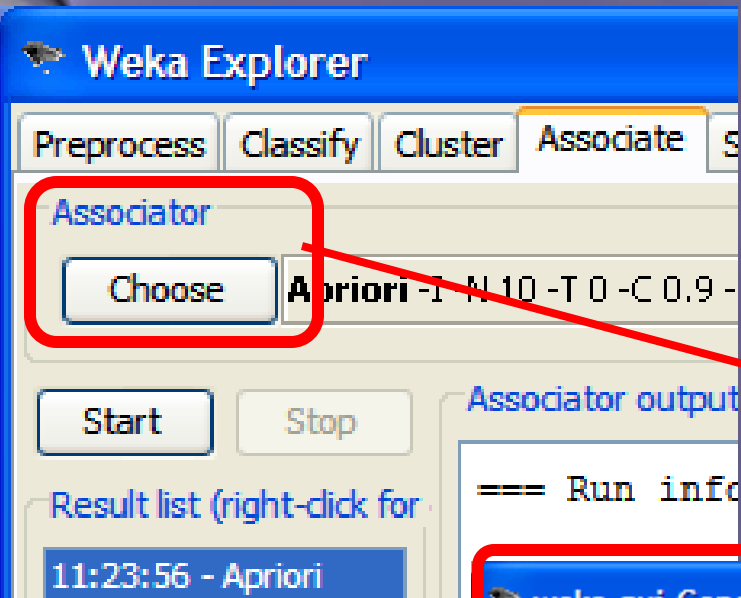 Weka Explorer
Preprocess Classify Cluster Associate
Associator
Choose Apriori -I -N 10 -T 0 -C 0.9 -
Start Stop
Associator output
=== Run info
Result list (right-click for
11:23:56 - Apriori